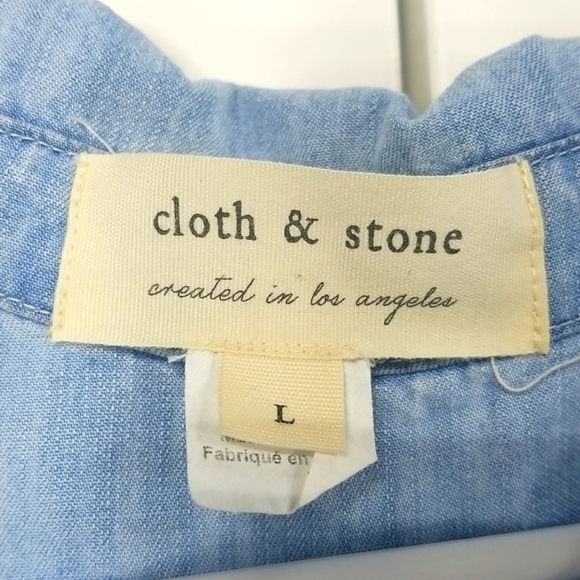 cloth & stone
created in los angeles
L
Fabriqué en